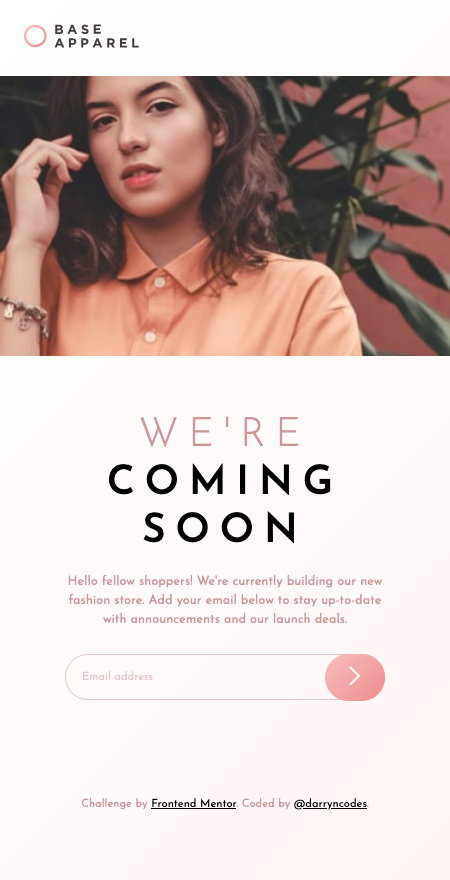 BASE
APPAREL
WE'RE
COMING
SOON
Hello fellow shoppers! We're currently building our new
fashion store. Add your email below to stay up-to-date
with announcements and our launch deals.
Email address
Challenge by Frontend Mentor. Coded by @darryncodes.